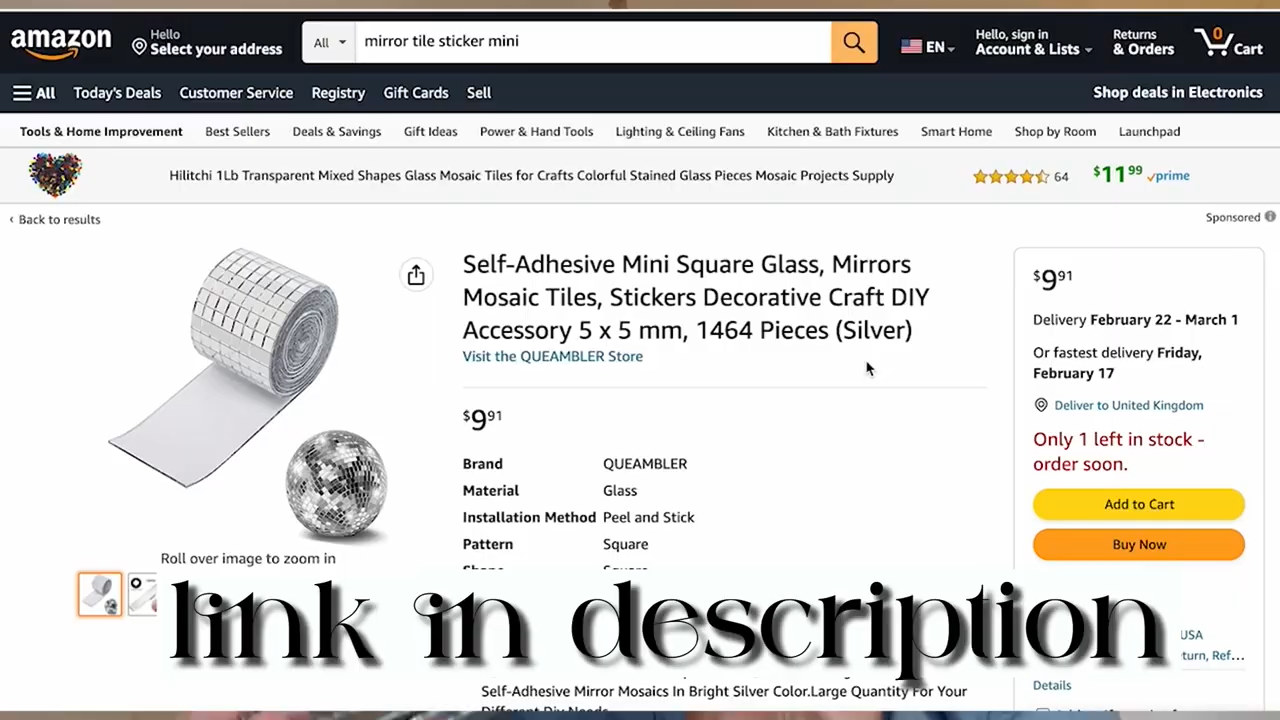 amazon
Hello
Select your address
All
mirror tile sticker mini
EN
Hello, sign in
Account & Lists
Returns
& Orders
0
Cart
All
Today's Deals
Customer Service
Registry
Gift Cards
Sell
Shop deals in Electronics
Tools & Home Improvement
Best Sellers
Deals & Savings
Gift Ideas
Power & Hand Tools
Lighting & Ceiling Fans
Kitchen & Bath Fixtures
Smart Home
Shop by Room
Launchpad
Hilitchi 1Lb Transparent Mixed Shapes Glass Mosaic Tiles for Crafts Colorful Stained Glass Pieces Mosaic Projects Supply
64
$11 99
prime
‹ Back to results
Sponsored
Self-Adhesive Mini Square Glass, Mirrors
Mosaic Tiles, Stickers Decorative Craft DIY
Accessory 5 x 5 mm, 1464 Pieces (Silver)
Visit the QUEAMBLER Store
$9 91
Brand QUEAMBLER
Material Glass
Installation Method Peel and Stick
Pattern Square
Roll over image to zoom in
$9 91
Delivery February 22 - March 1
Or fastest delivery Friday,
February 17
Deliver to United Kingdom
Only 1 left in stock -
order soon.
Add to Cart
Buy Now
USA
Details
link in description
Self-Adhesive Mirror Mosaics In Bright Silver Color.Large Quantity For Your